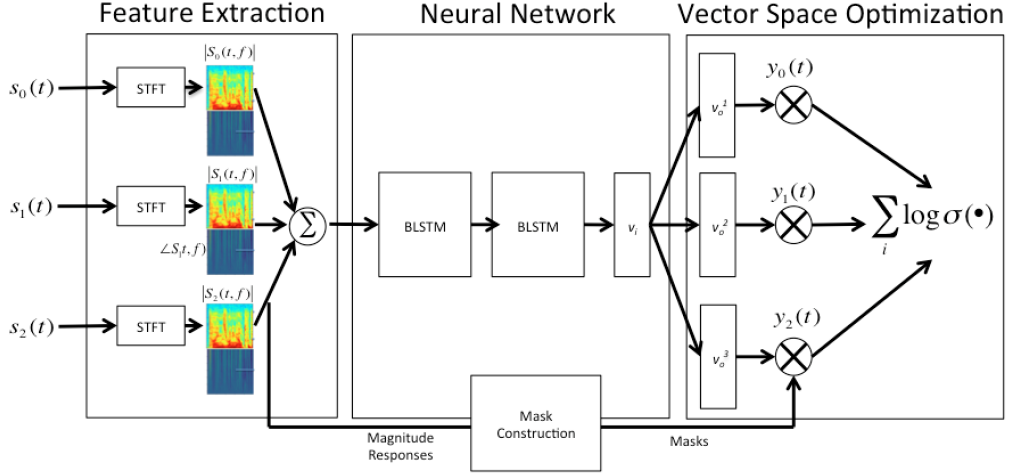 Feature Extraction
Neural Network
Vector Space Optimization
|S₀(t,f)|
s₀(t)
STFT
|S₁(t,f)|
s₁(t)
STFT
∠Sᵢt,f)
|S₂(t,f)|
s₂(t)
STFT
∑
BLSTM
BLSTM
vᵢ
vₒ¹
y₀(t)
vₒ²
y₁(t)
vₒ³
y₂(t)
∑ log σ(•)
i
Mask
Construction
Magnitude
Responses
Masks